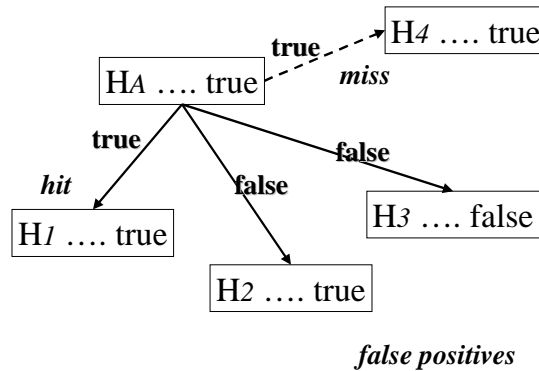 H4 …. true
true
miss
HA …. true
true
false
false
hit
H1 …. true
H3 …. false
H2 …. true
false positives